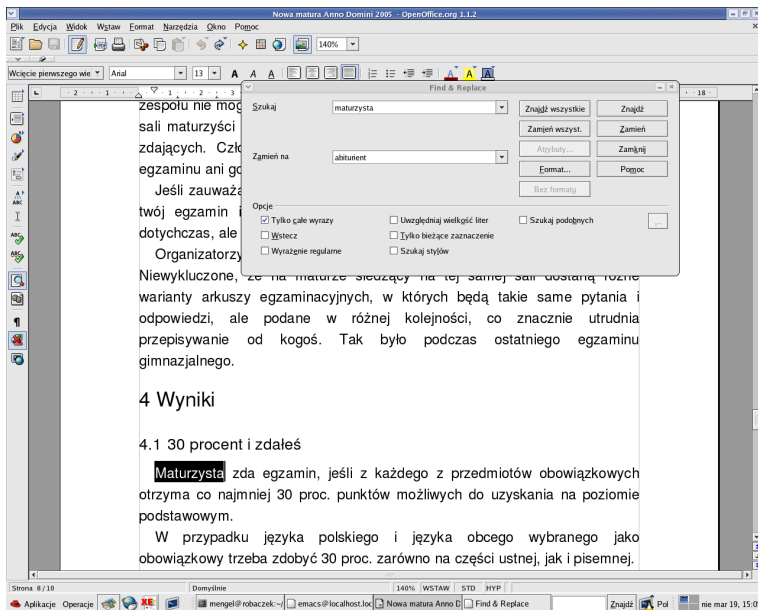 Nowa matura Anno Domini 2005 - OpenOffice.org 1.1.2
Plik Edycja Widok Wstaw Format Narzędzia Okno Pomoc
140%
Wcięcie pierwszego wie Arial 13 A A A A A A
Find & Replace
Szukaj maturzysta Znajdź wszystkie Znajdź
Zamień wszyst. Zamień
Zamień na abiturient Atrybuty... Zamknij
Format... Pomoc
Bez formatu
Opcje
Tylko całe wyrazy Uwzględniaj wielkość liter Szukaj podobnych ...
Wstecz Tylko bieżące zaznaczenie
Wyrażenie regularne Szukaj stylów
zespołu nie mog
sali maturzyści
zdających. Czło
egzaminu ani go
Jeśli zauważa
twój egzamin i
dotychczas, ale
Organizatorzy
Niewykluczone, że na maturze siedzący na tej samej sali dostaną różne
warianty arkuszy egzaminacyjnych, w których będą takie same pytania i
odpowiedzi, ale podane w różnej kolejności, co znacznie utrudnia
przepisywanie od kogoś. Tak było podczas ostatniego egzaminu
gimnazjalnego.
4 Wyniki
4.1 30 procent i zdałeś
Maturzysta zda egzamin, jeśli z każdego z przedmiotów obowiązkowych
otrzyma co najmniej 30 proc. punktów możliwych do uzyskania na poziomie
podstawowym.
W przypadku języka polskiego i języka obcego wybranego jako
obowiązkowy trzeba zdobyć 30 proc. zarówno na części ustnej, jak i pisemnej.
Strona 8/10 Domyślnie 140% WSTAW STD HYP
Aplikacje Operacje mengel@robaczek:~/ emacs@localhost.loc Nowa matura Anno D Find & Replace Znajdź Pol nie mar 19, 15:0